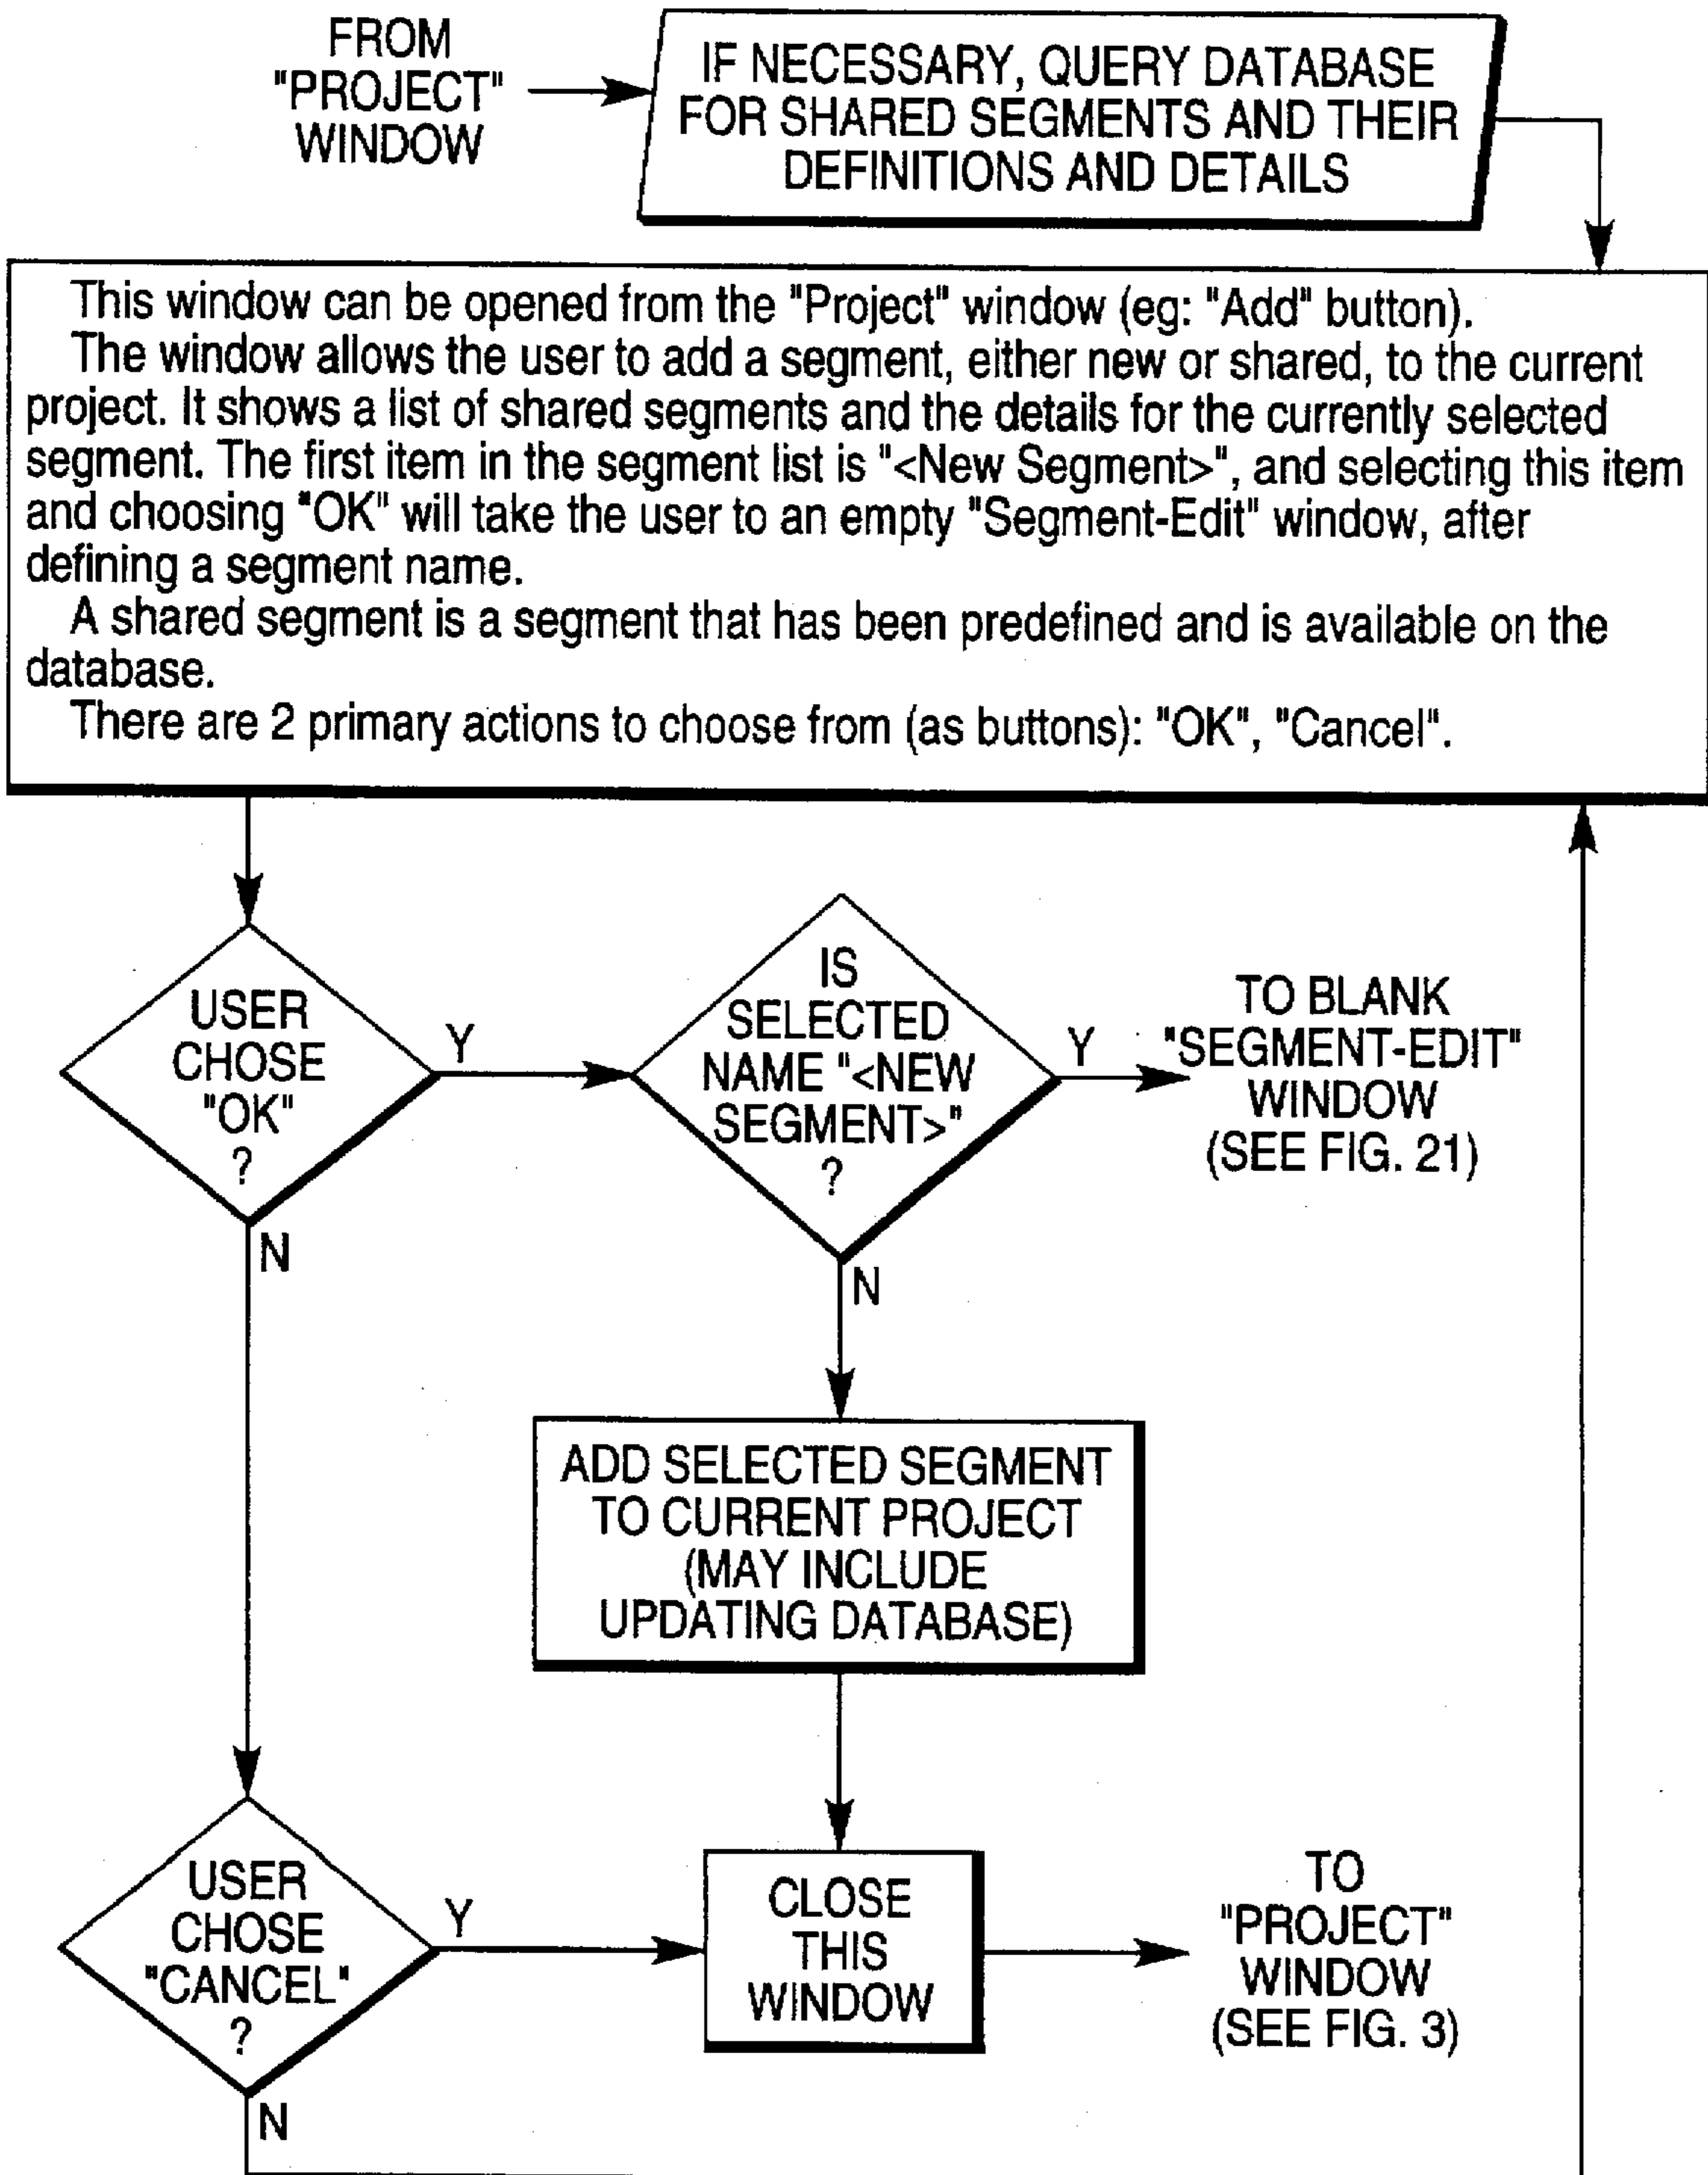 FROM
"PROJECT"
WINDOW
IF NECESSARY, QUERY DATABASE
FOR SHARED SEGMENTS AND THEIR
DEFINITIONS AND DETAILS
This window can be opened from the "Project" window (eg: "Add" button).
The window allows the user to add a segment, either new or shared, to the current
project. It shows a list of shared segments and the details for the currently selected
segment. The first item in the segment list is "<New Segment>", and selecting this item
and choosing "OK" will take the user to an empty "Segment-Edit" window, after
defining a segment name.
A shared segment is a segment that has been predefined and is available on the
database.
There are 2 primary actions to choose from (as buttons): "OK", "Cancel".
USER
CHOSE
"OK"
?
Y
N
IS
SELECTED
NAME "<NEW
SEGMENT>"
?
Y
N
TO BLANK
"SEGMENT-EDIT"
WINDOW
(SEE FIG. 21)
ADD SELECTED SEGMENT
TO CURRENT PROJECT
(MAY INCLUDE
UPDATING DATABASE)
USER
CHOSE
"CANCEL"
?
Y
N
CLOSE
THIS
WINDOW
TO
"PROJECT"
WINDOW
(SEE FIG. 3)